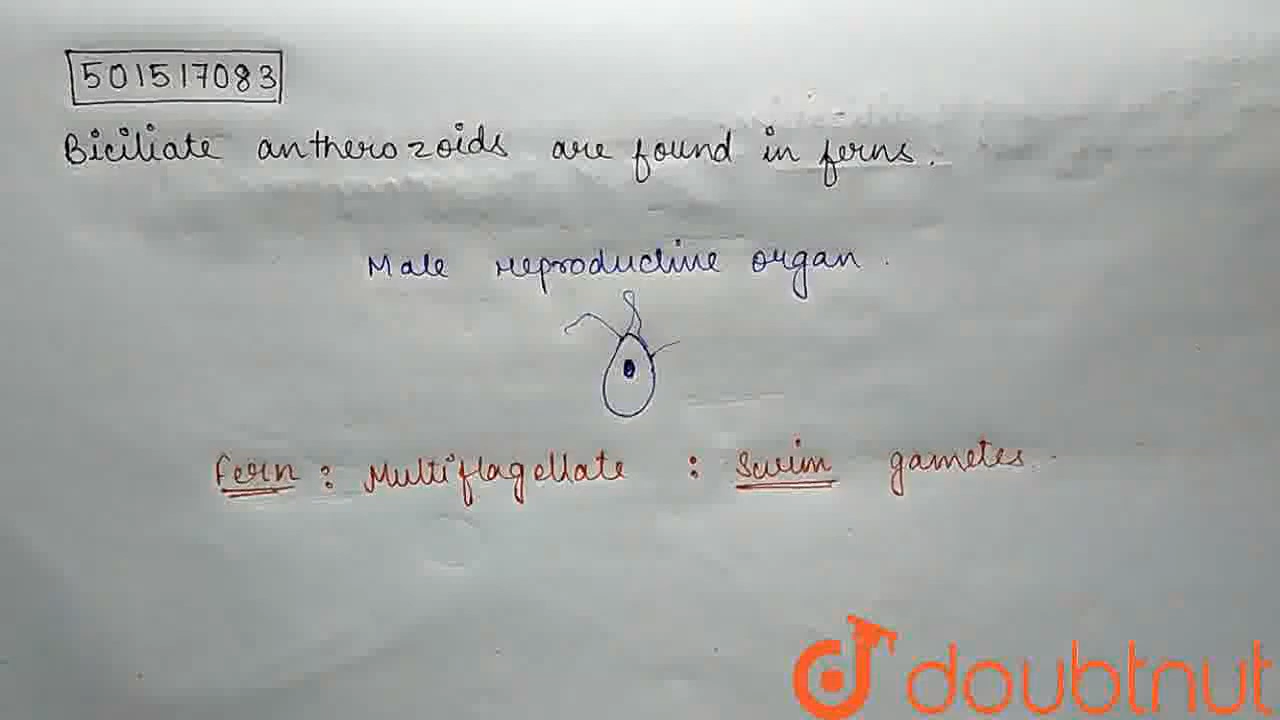 501517083
Biciliate antherozoids are found in ferns.
Male reproductive organ.
Fern: Multiflagellate : Swim gametes.
doubtnut